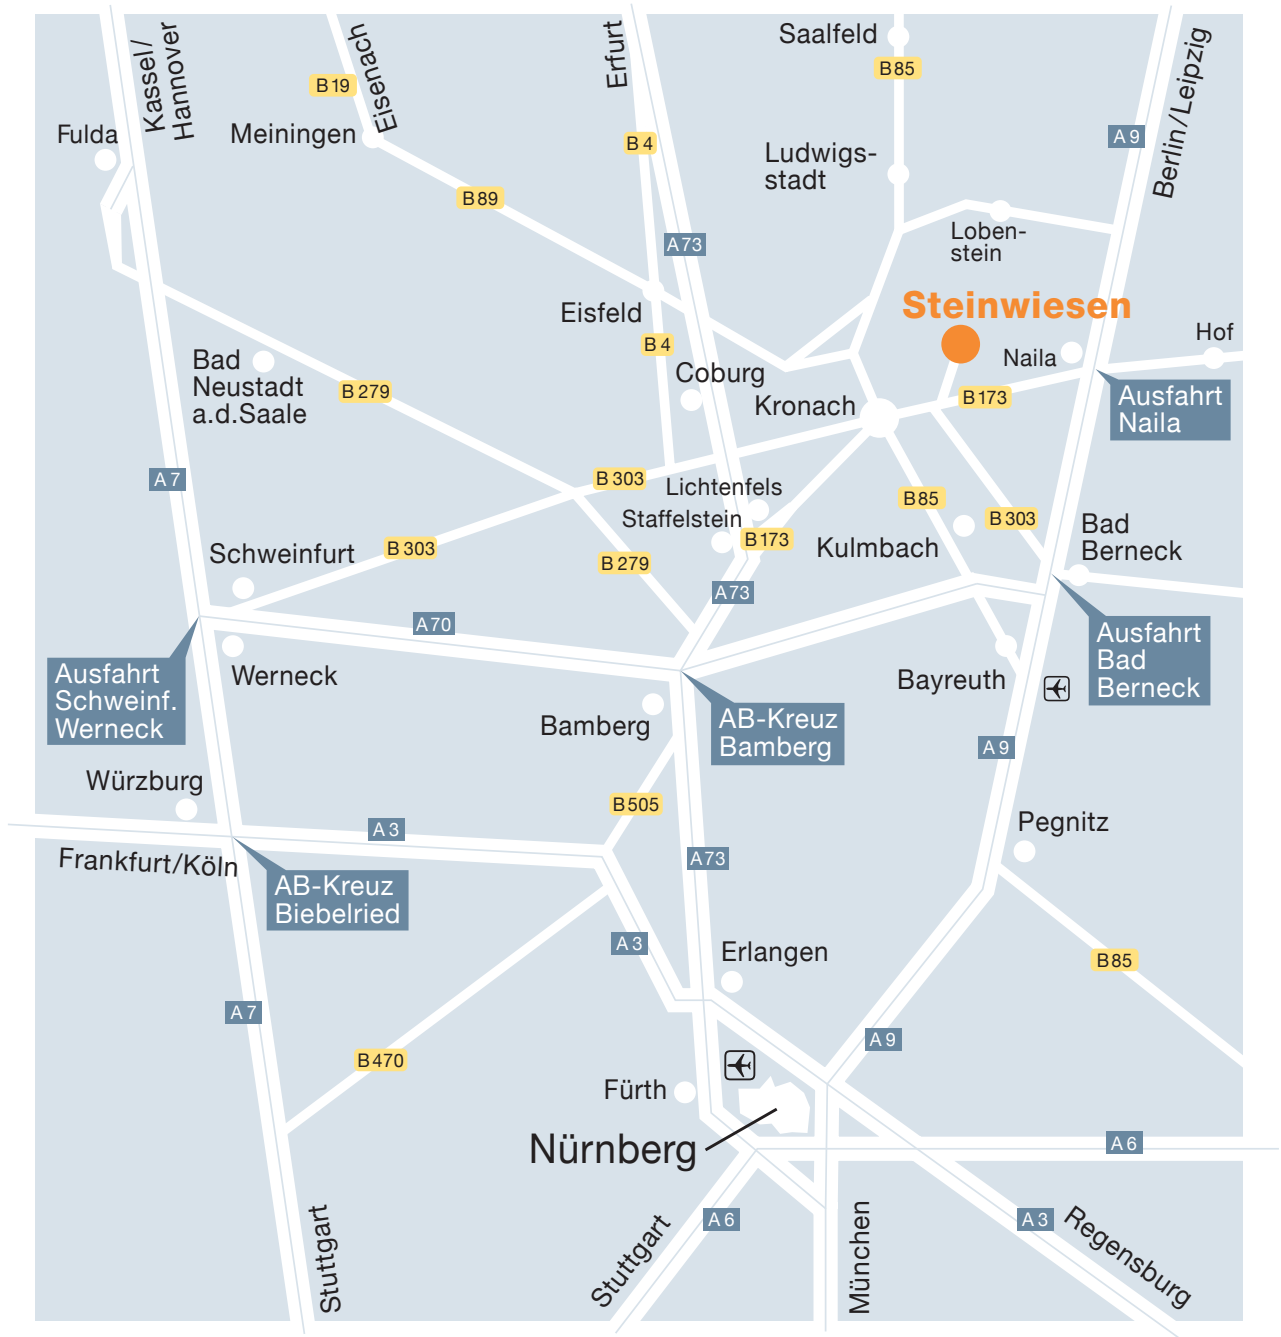 Kassel/
Hannover
Eisenach
Erfurt
Saalfeld
B85
B19
Berlin/Leipzig
A9
Fulda
Meiningen
B4
Ludwigs-
stadt
B89
A73
Loben-
stein
Steinwiesen
Eisfeld
B4
Naila
Hof
Bad
Neustadt
a.d.Saale
B279
Coburg
Kronach
B173
Ausfahrt
Naila
A7
B303
Lichtenfels
Staffelstein
B173
B85
B303
Kulmbach
Bad
Berneck
Schweinfurt
B303
B279
A73
A70
Ausfahrt
Schweinf.
Werneck
Werneck
Bayreuth
Ausfahrt
Bad
Berneck
Bamberg
AB-Kreuz
Bamberg
A9
Würzburg
B505
A3
Pegnitz
Frankfurt/Köln
A73
AB-Kreuz
Biebelried
A3
Erlangen
B85
A7
A9
B470
Fürth
Nürnberg
A6
Stuttgart
Stuttgart
A6
München
A3
Regensburg